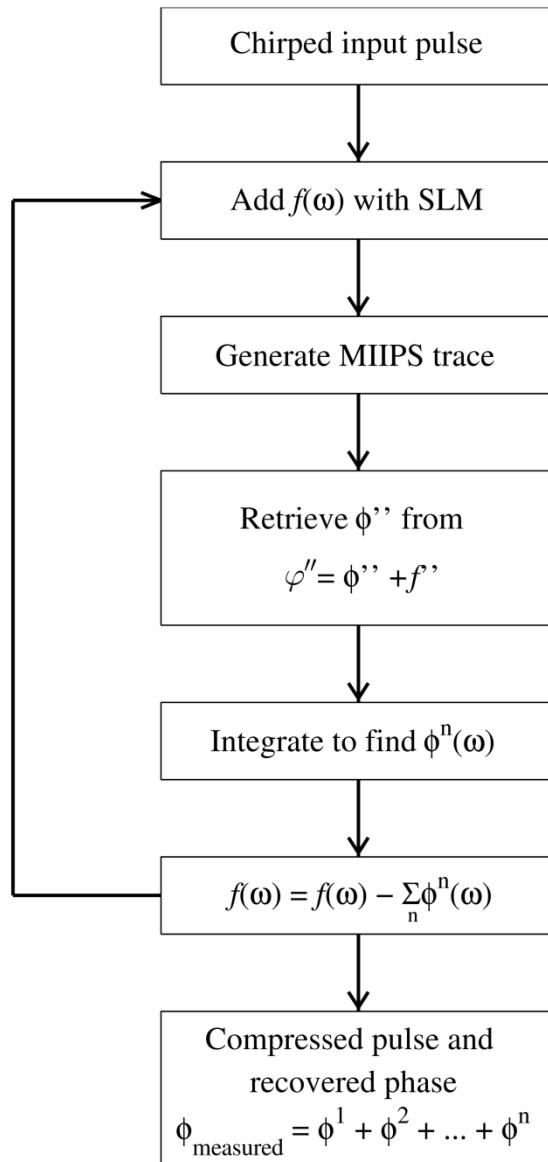 Chirped input pulse
Add f(ω) with SLM
Generate MIIPS trace
Retrieve ϕ’’ from
φ″= ϕ’’ +f’’
Integrate to find ϕⁿ(ω)
f(ω) = f(ω) − Σₙϕⁿ(ω)
Compressed pulse and
recovered phase
ϕ_measured = ϕ¹ + ϕ² + ... + ϕⁿ